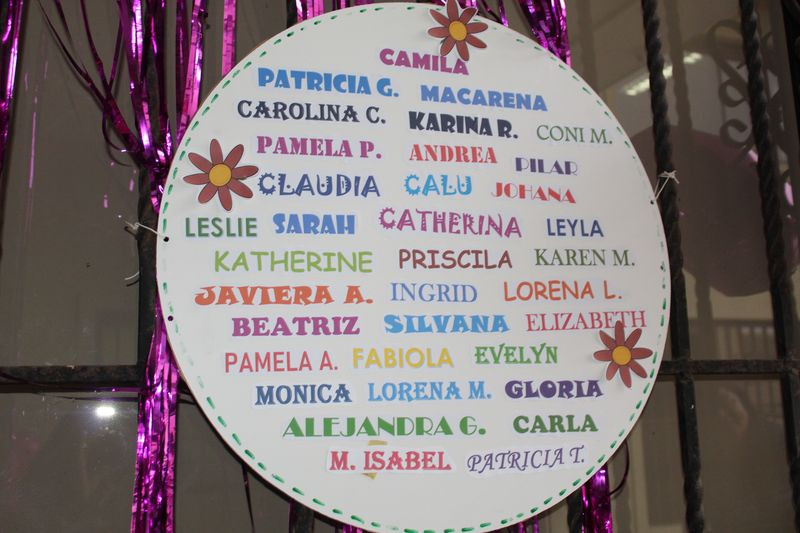 CAMILA
PATRICIA G. MACARENA
CAROLINA C. KARINA R. CONI M.
PAMELA P. ANDREA PILAR
CLAUDIA CALU JOHANA
LESLIE SARAH CATHERINA LEYLA
KATHERINE PRISCILA KAREN M.
JAVIERA A. INGRID LORENA L.
BEATRIZ SILVANA ELIZABETH
PAMELA A. FABIOLA EVELYN
MONICA LORENA M. GLORIA
ALEJANDRA G. CARLA
M. ISABEL PATRICIA T.